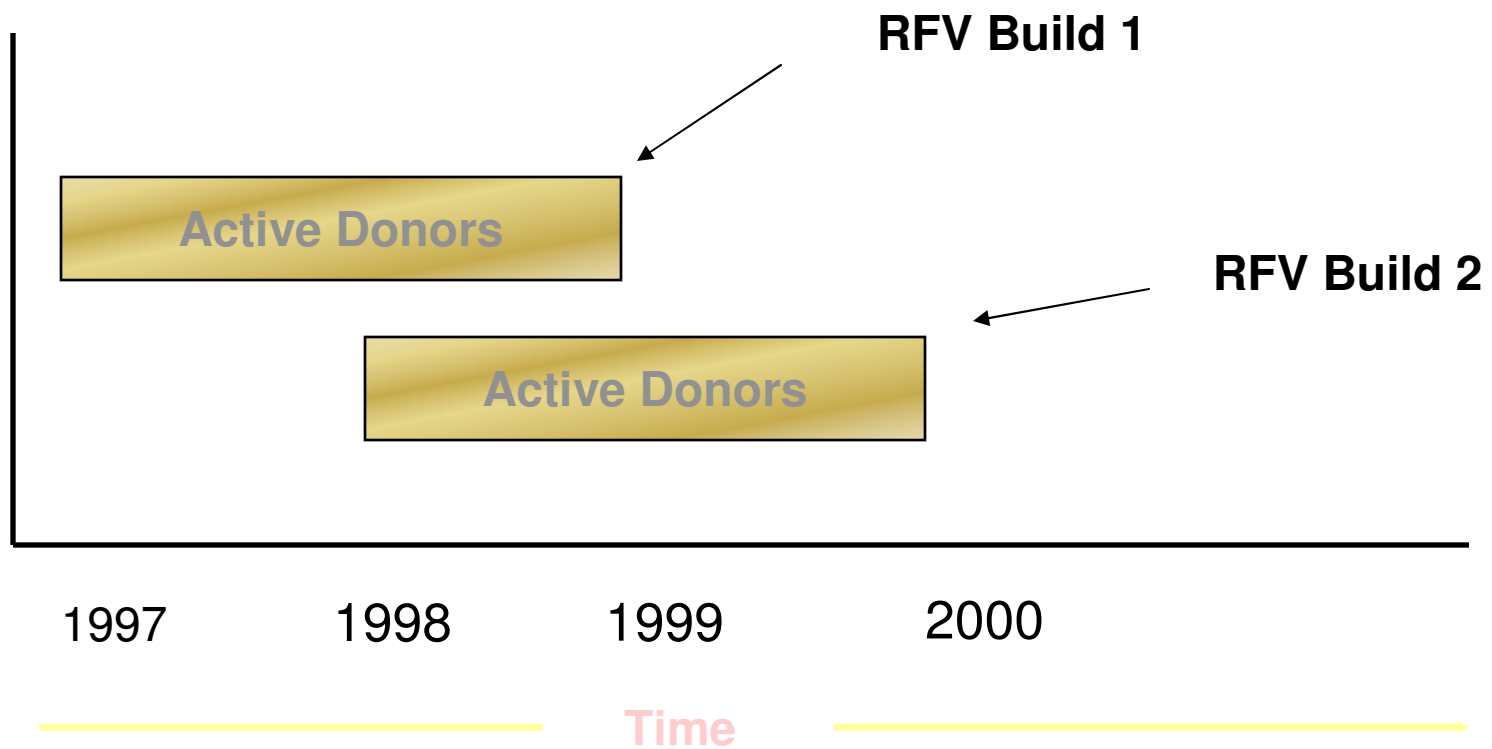 RFV Build 1
Active Donors
RFV Build 2
Active Donors
1997 1998 1999 2000
Time